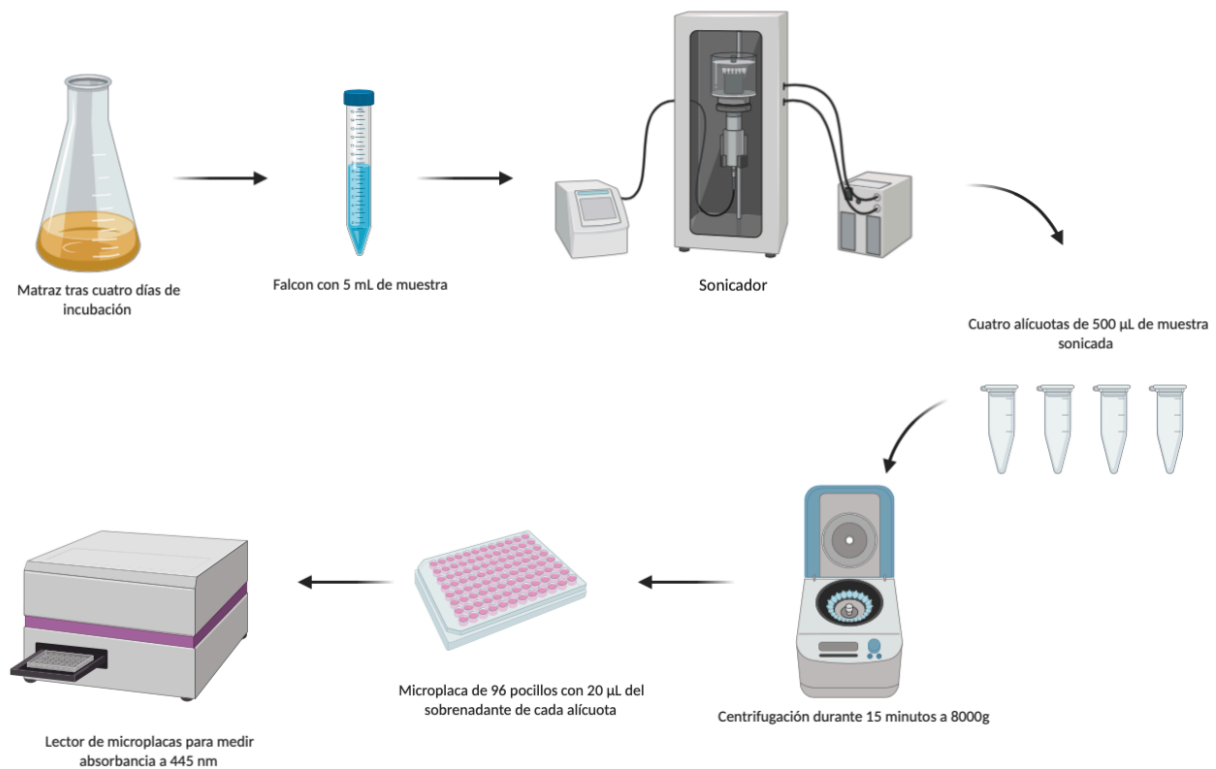 Matraz tras cuatro días de
incubación
Falcon con 5 mL de muestra
Sonicador
Cuatro alícuotas de 500 µL de muestra
sonicada
Centrifugación durante 15 minutos a 8000g
Microplaca de 96 pocillos con 20 µL del
sobrenadante de cada alícuota
Lector de microplacas para medir
absorbancia a 445 nm